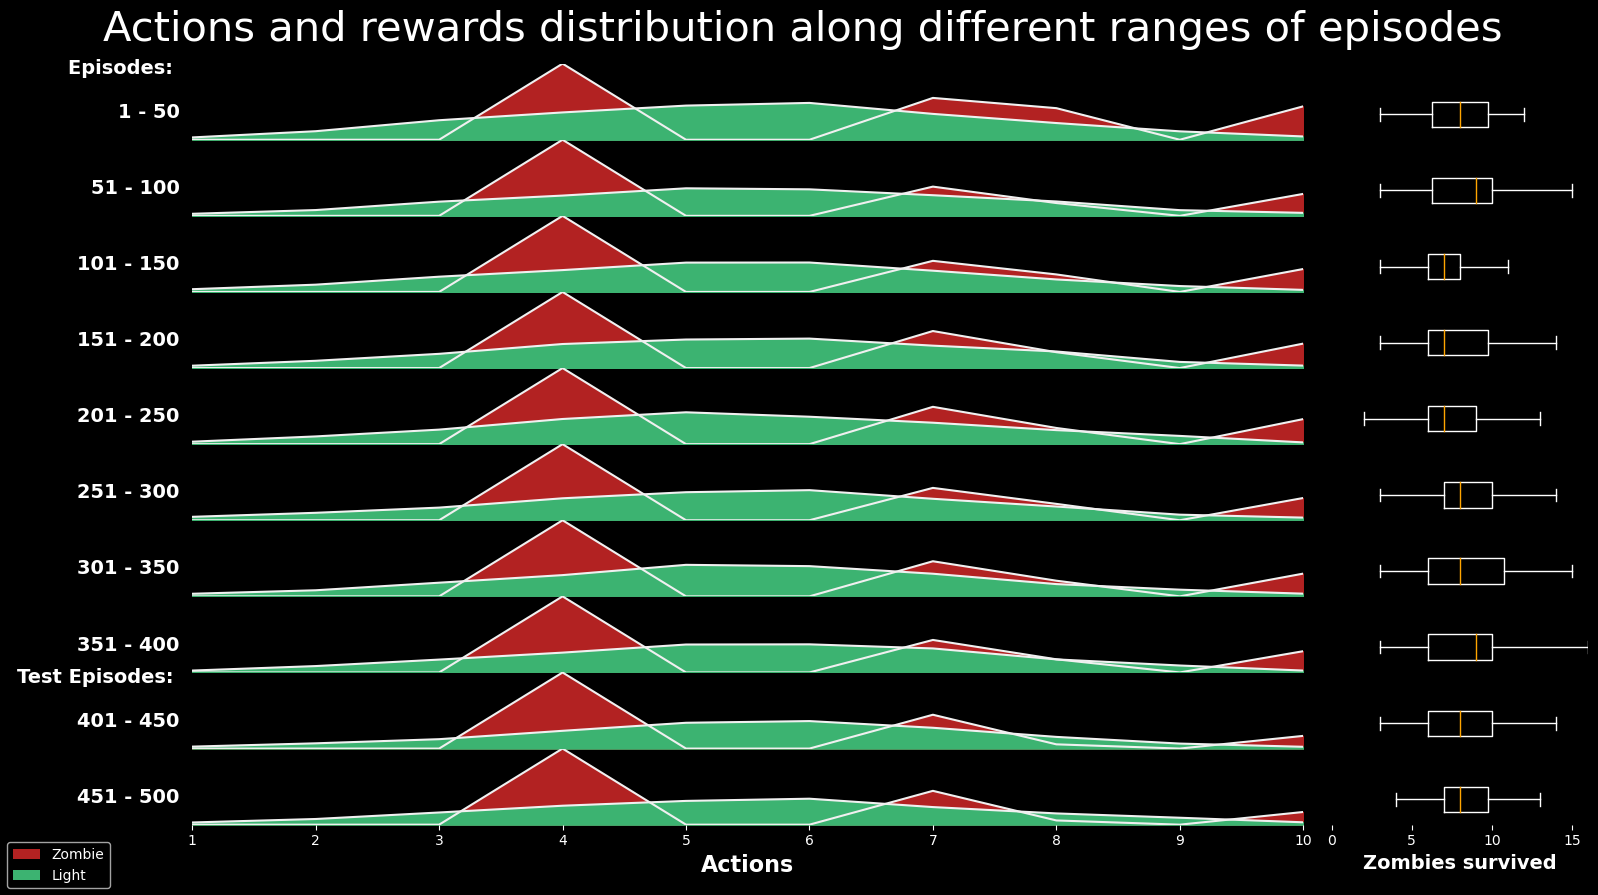 Actions and rewards distribution along different ranges of episodes
Episodes:
1 - 50
51 - 100
101 - 150
151 - 200
201 - 250
251 - 300
301 - 350
351 - 400
Test Episodes:
401 - 450
451 - 500
1 2 3 4 5 6 7 8 9 10
0 5 10 15
Actions
Zombies survived
Zombie
Light